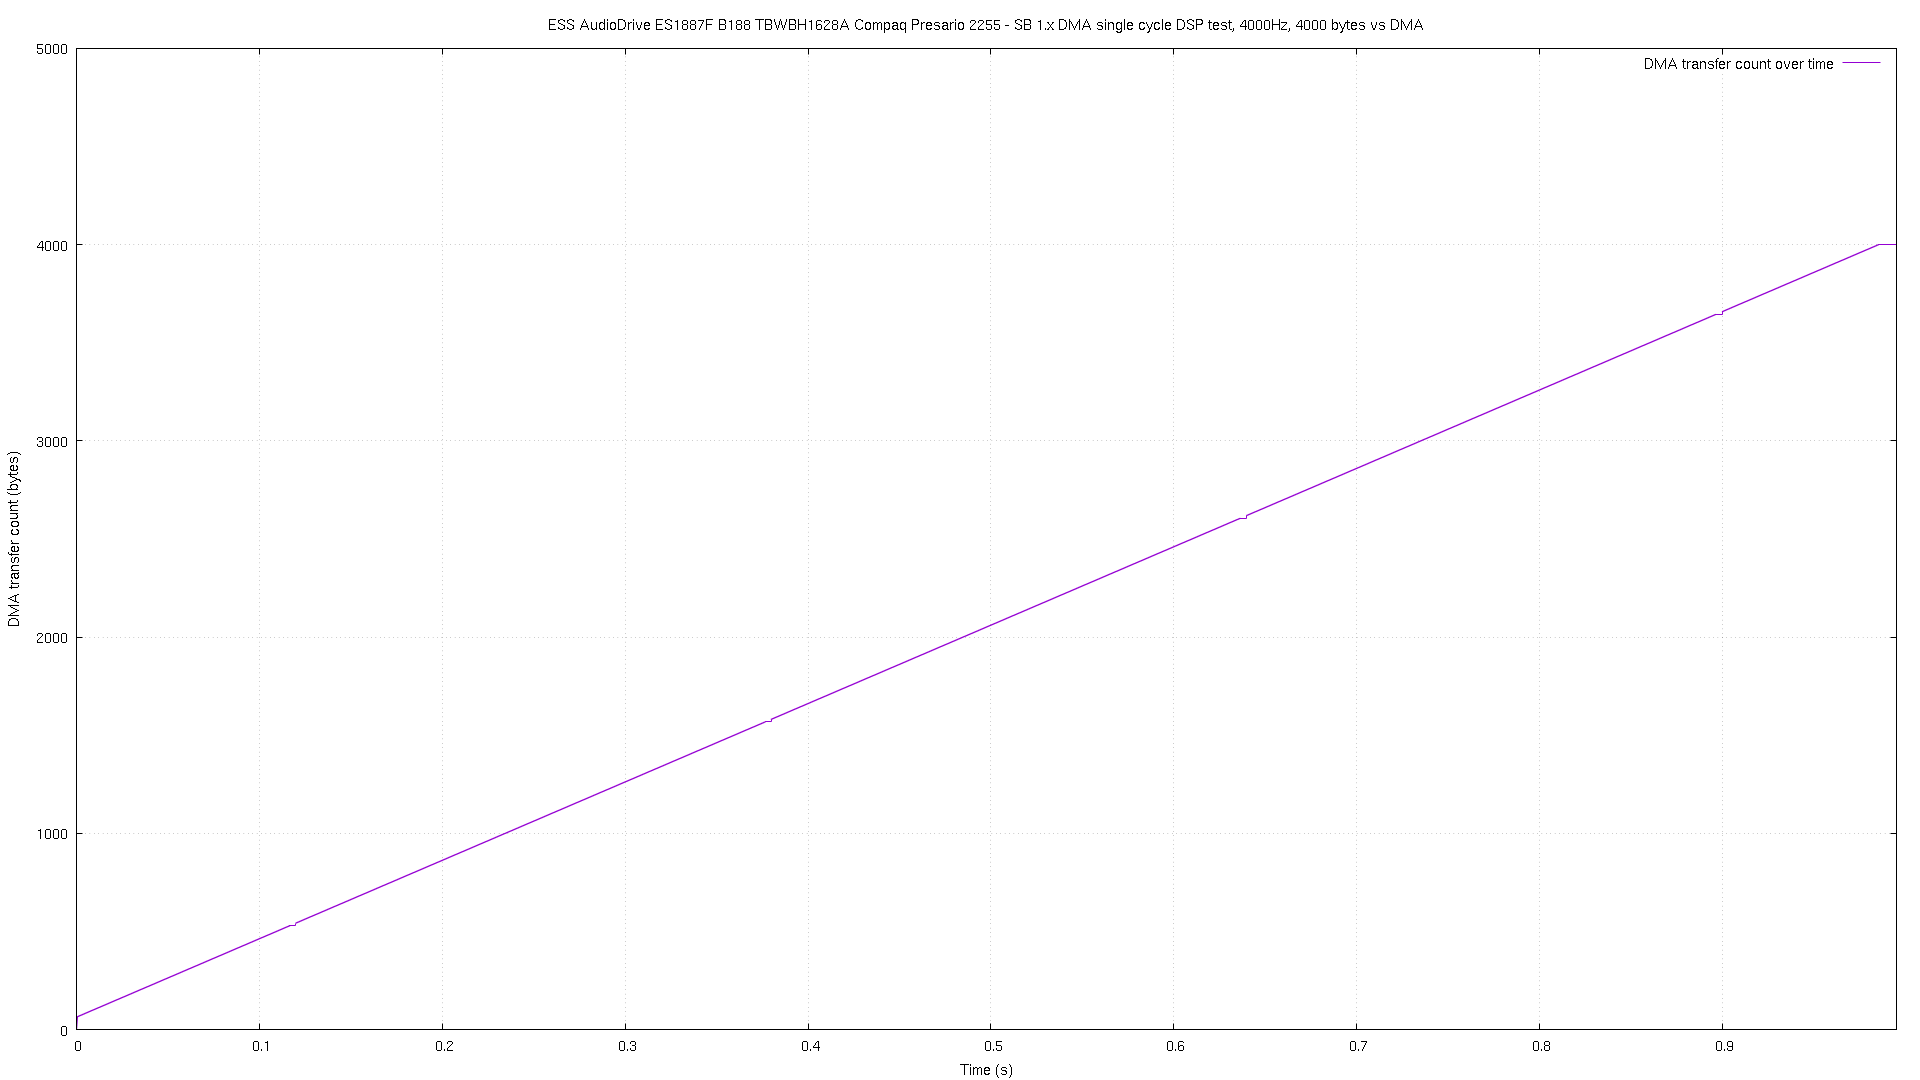 ESS AudioDrive ES1887F B188 TBWBH1628A Compaq Presario 2255 - SB 1.x DMA single cycle DSP test, 4000Hz, 4000 bytes vs DMA
DMA transfer count over time
5000
4000
3000
2000
1000
0
DMA transfer count (bytes)
0 0.1 0.2 0.3 0.4 0.5 0.6 0.7 0.8 0.9
Time (s)